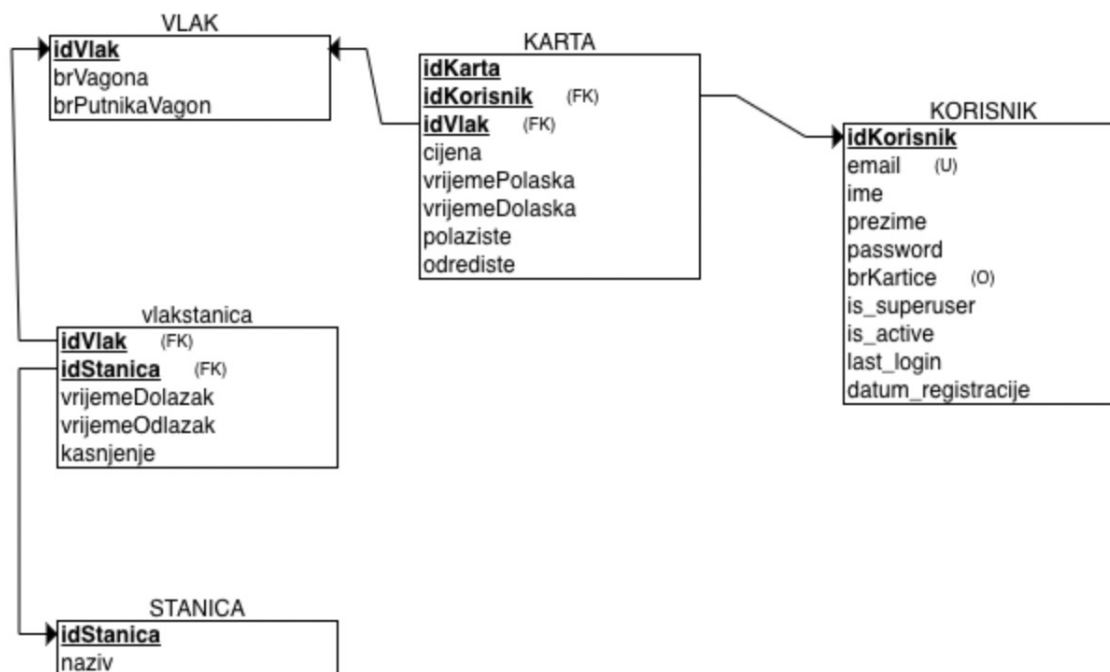 VLAK
idVlak
brVagona
brPutnikaVagon
KARTA
idKarta
idKorisnik (FK)
idVlak (FK)
cijena
vrijemePolaska
vrijemeDolaska
polaziste
odrediste
KORISNIK
idKorisnik
email (U)
ime
prezime
password
brKartice (O)
is_superuser
is_active
last_login
datum_registracije
vlakstanica
idVlak (FK)
idStanica (FK)
vrijemeDolazak
vrijemeOdlazak
kasnjenje
STANICA
idStanica
naziv